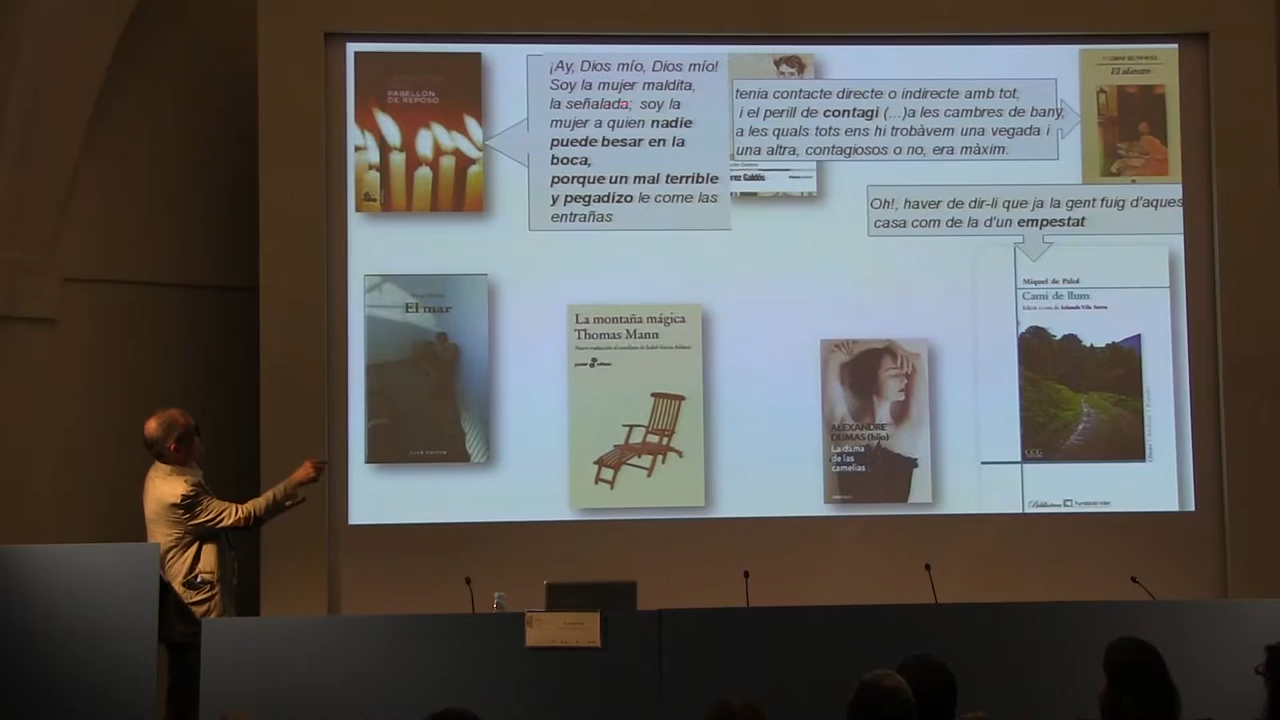 PABELLÓN
DE REPOSO
¡Ay, Dios mío, Dios mío!
Soy la mujer maldita,
la señalada; soy la
mujer a quien nadie
puede besar en la
boca,
porque un mal terrible
y pegadizo le come las
entrañas
rez Galdós
tenia contacte directe o indirecte amb tot,
i el perill de contagi (...)a les cambres de bany,
a les quals tots ens hi trobàvem una vegada i
una altra, contagiosos o no, era màxim.
El aliento
Oh!, haver de dir-li que ja la gent fuig d'aques
casa com de la d'un empestat
El mar
La montaña mágica
Thomas Mann
ALEXANDRE
DUMAS (hijo)
La dama
de las
camelias
Miquel de Palol
Camí de llum
CCG